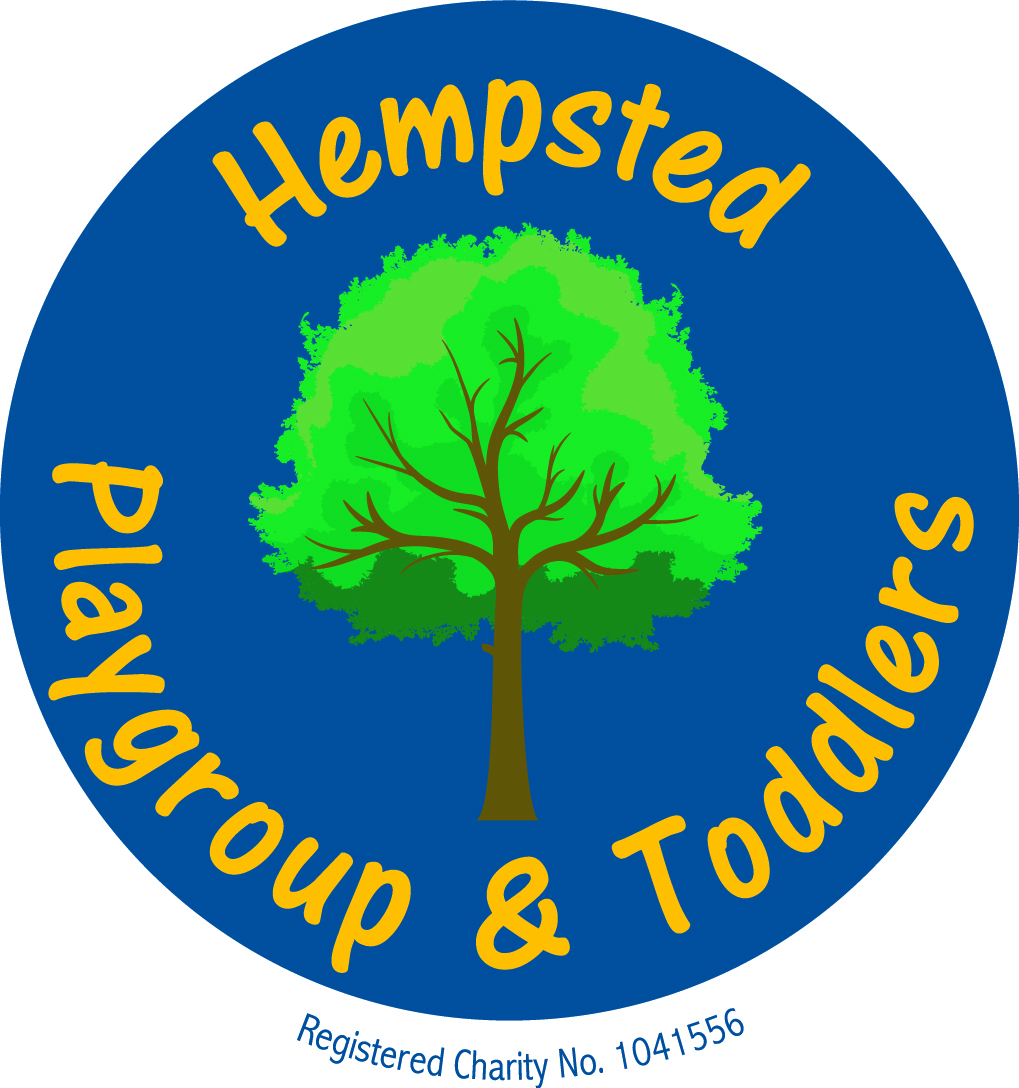 Hempsted
Playgroup & Toddlers
Registered Charity No. 1041556